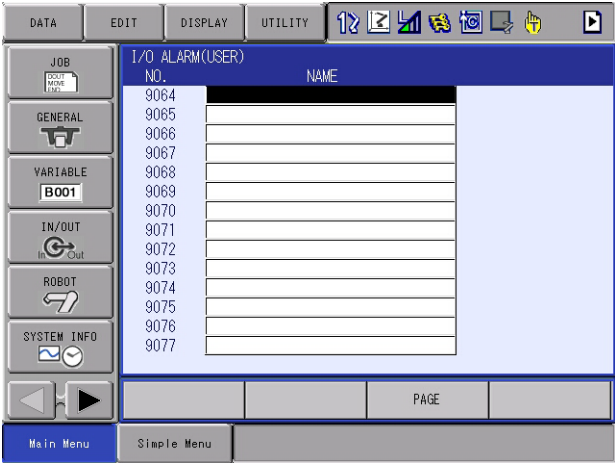 DATA EDIT DISPLAY UTILITY
JOB
DOUT
MOVE
END
GENERAL
VARIABLE
B001
IN/OUT
In Out
ROBOT
SYSTEM INFO
I/O ALARM(USER)
NO. NAME
9064
9065
9066
9067
9068
9069
9070
9071
9072
9073
9074
9075
9076
9077
PAGE
Main Menu Simple Menu